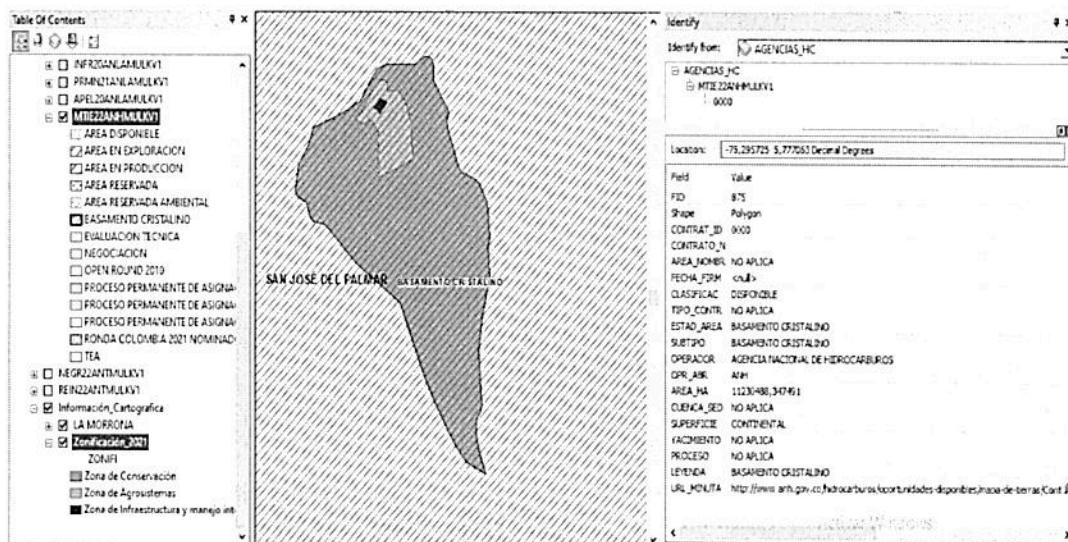 Table Of Contents
INFR20ANLAMULKV1
PRMN21ANLAMULKV1
APEL20ANLAMULKV1
MTIE22ANHMULKV1
AREA DISPONIBLE
AREA EN EXPLORACION
AREA EN PRODUCCION
AREA RESERVADA
AREA RESERVADA AMBIENTAL
BASAMENTO CRISTALINO
EVALUACION TECNICA
NEGOCIACION
OPEN ROUND 2019
PROCESO PERMANENTE DE ASIGNA
PROCESO PERMANENTE DE ASIGNA
PROCESO PERMANENTE DE ASIGNA
RONDA COLOMBIA 2021 NOMINAD
TEA
NEGR22ANTMULKV1
REIN22ANTMULKV1
Información_Cartografica
LA MORRONA
Zonificación_2021
ZONIFI
Zona de Conservación
Zona de Agrosistemas
Zona de Infraestructura y manejo int
SAN JOSÉ DEL PALMAR
BASAMENTO CRISTALINO
Identify
Identify from: AGENCIAS_HC
AGENCIAS_HC
MTIE22ANHMULKV1
0000
Location: -76,295725 5,777063 Decimal Degrees
Field Value
FID 875
Shape Polygon
CONTRAT_ID 0000
CONTRATO_N
AREA_NOMBR NO APLICA
FECHA_FIRM <null>
CLASIFICAC DISPONIBLE
TIPO_CONTR NO APLICA
ESTAD_AREA BASAMENTO CRISTALINO
SUBTIPO BASAMENTO CRISTALINO
OPERADOR AGENCIA NACIONAL DE HIDROCARBUROS
OPR_ABR ANH
AREA_HA 11230488,347491
CUENCA_SED NO APLICA
SUPERFICIE CONTINENTAL
YACIMIENTO NO APLICA
PROCESO NO APLICA
LEYENDA BASAMENTO CRISTALINO
URL_MINUTA http://www.anh.gov.co/hidrocarburos/oportunidades-disponibles/mapa-de-tierras/Cont
Activar Windows